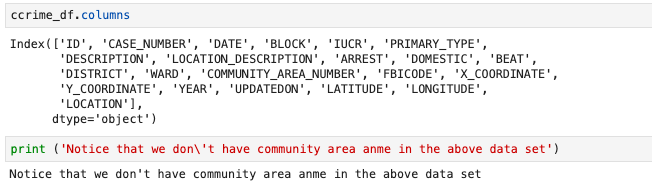 ccrime_df.columns
Index(['ID', 'CASE_NUMBER', 'DATE', 'BLOCK', 'IUCR', 'PRIMARY_TYPE',
'DESCRIPTION', 'LOCATION_DESCRIPTION', 'ARREST', 'DOMESTIC', 'BEAT',
'DISTRICT', 'WARD', 'COMMUNITY_AREA_NUMBER', 'FBICODE', 'X_COORDINATE',
'Y_COORDINATE', 'YEAR', 'UPDATEDON', 'LATITUDE', 'LONGITUDE',
'LOCATION'],
dtype='object')
print ('Notice that we don\'t have community area anme in the above data set')
Notice that we don't have community area anme in the above data set